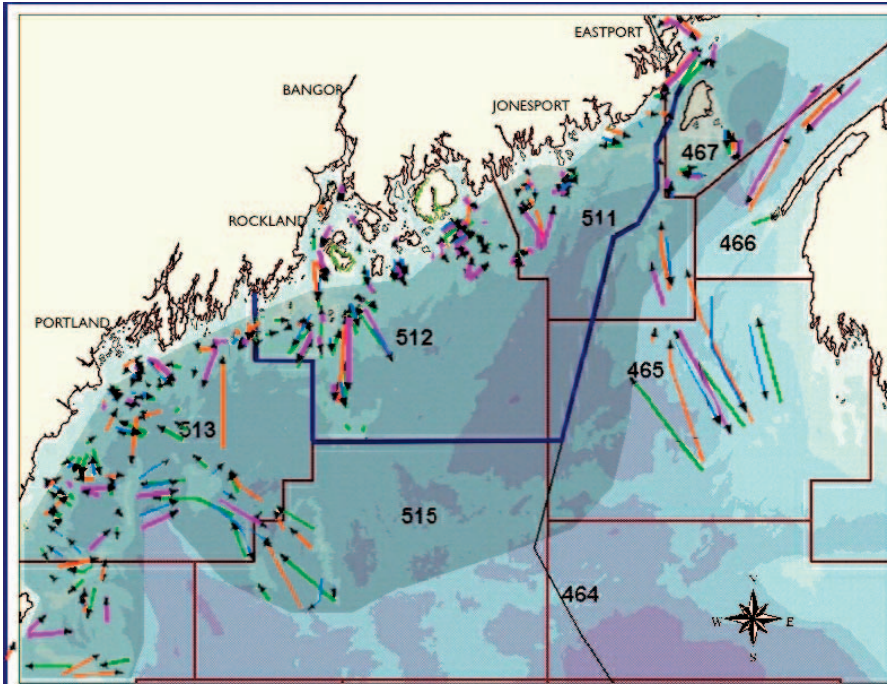 EASTPORT
BANGOR
JONESPORT
467
ROCKLAND
511
466
PORTLAND
512
465
513
515
464
N
W E
S